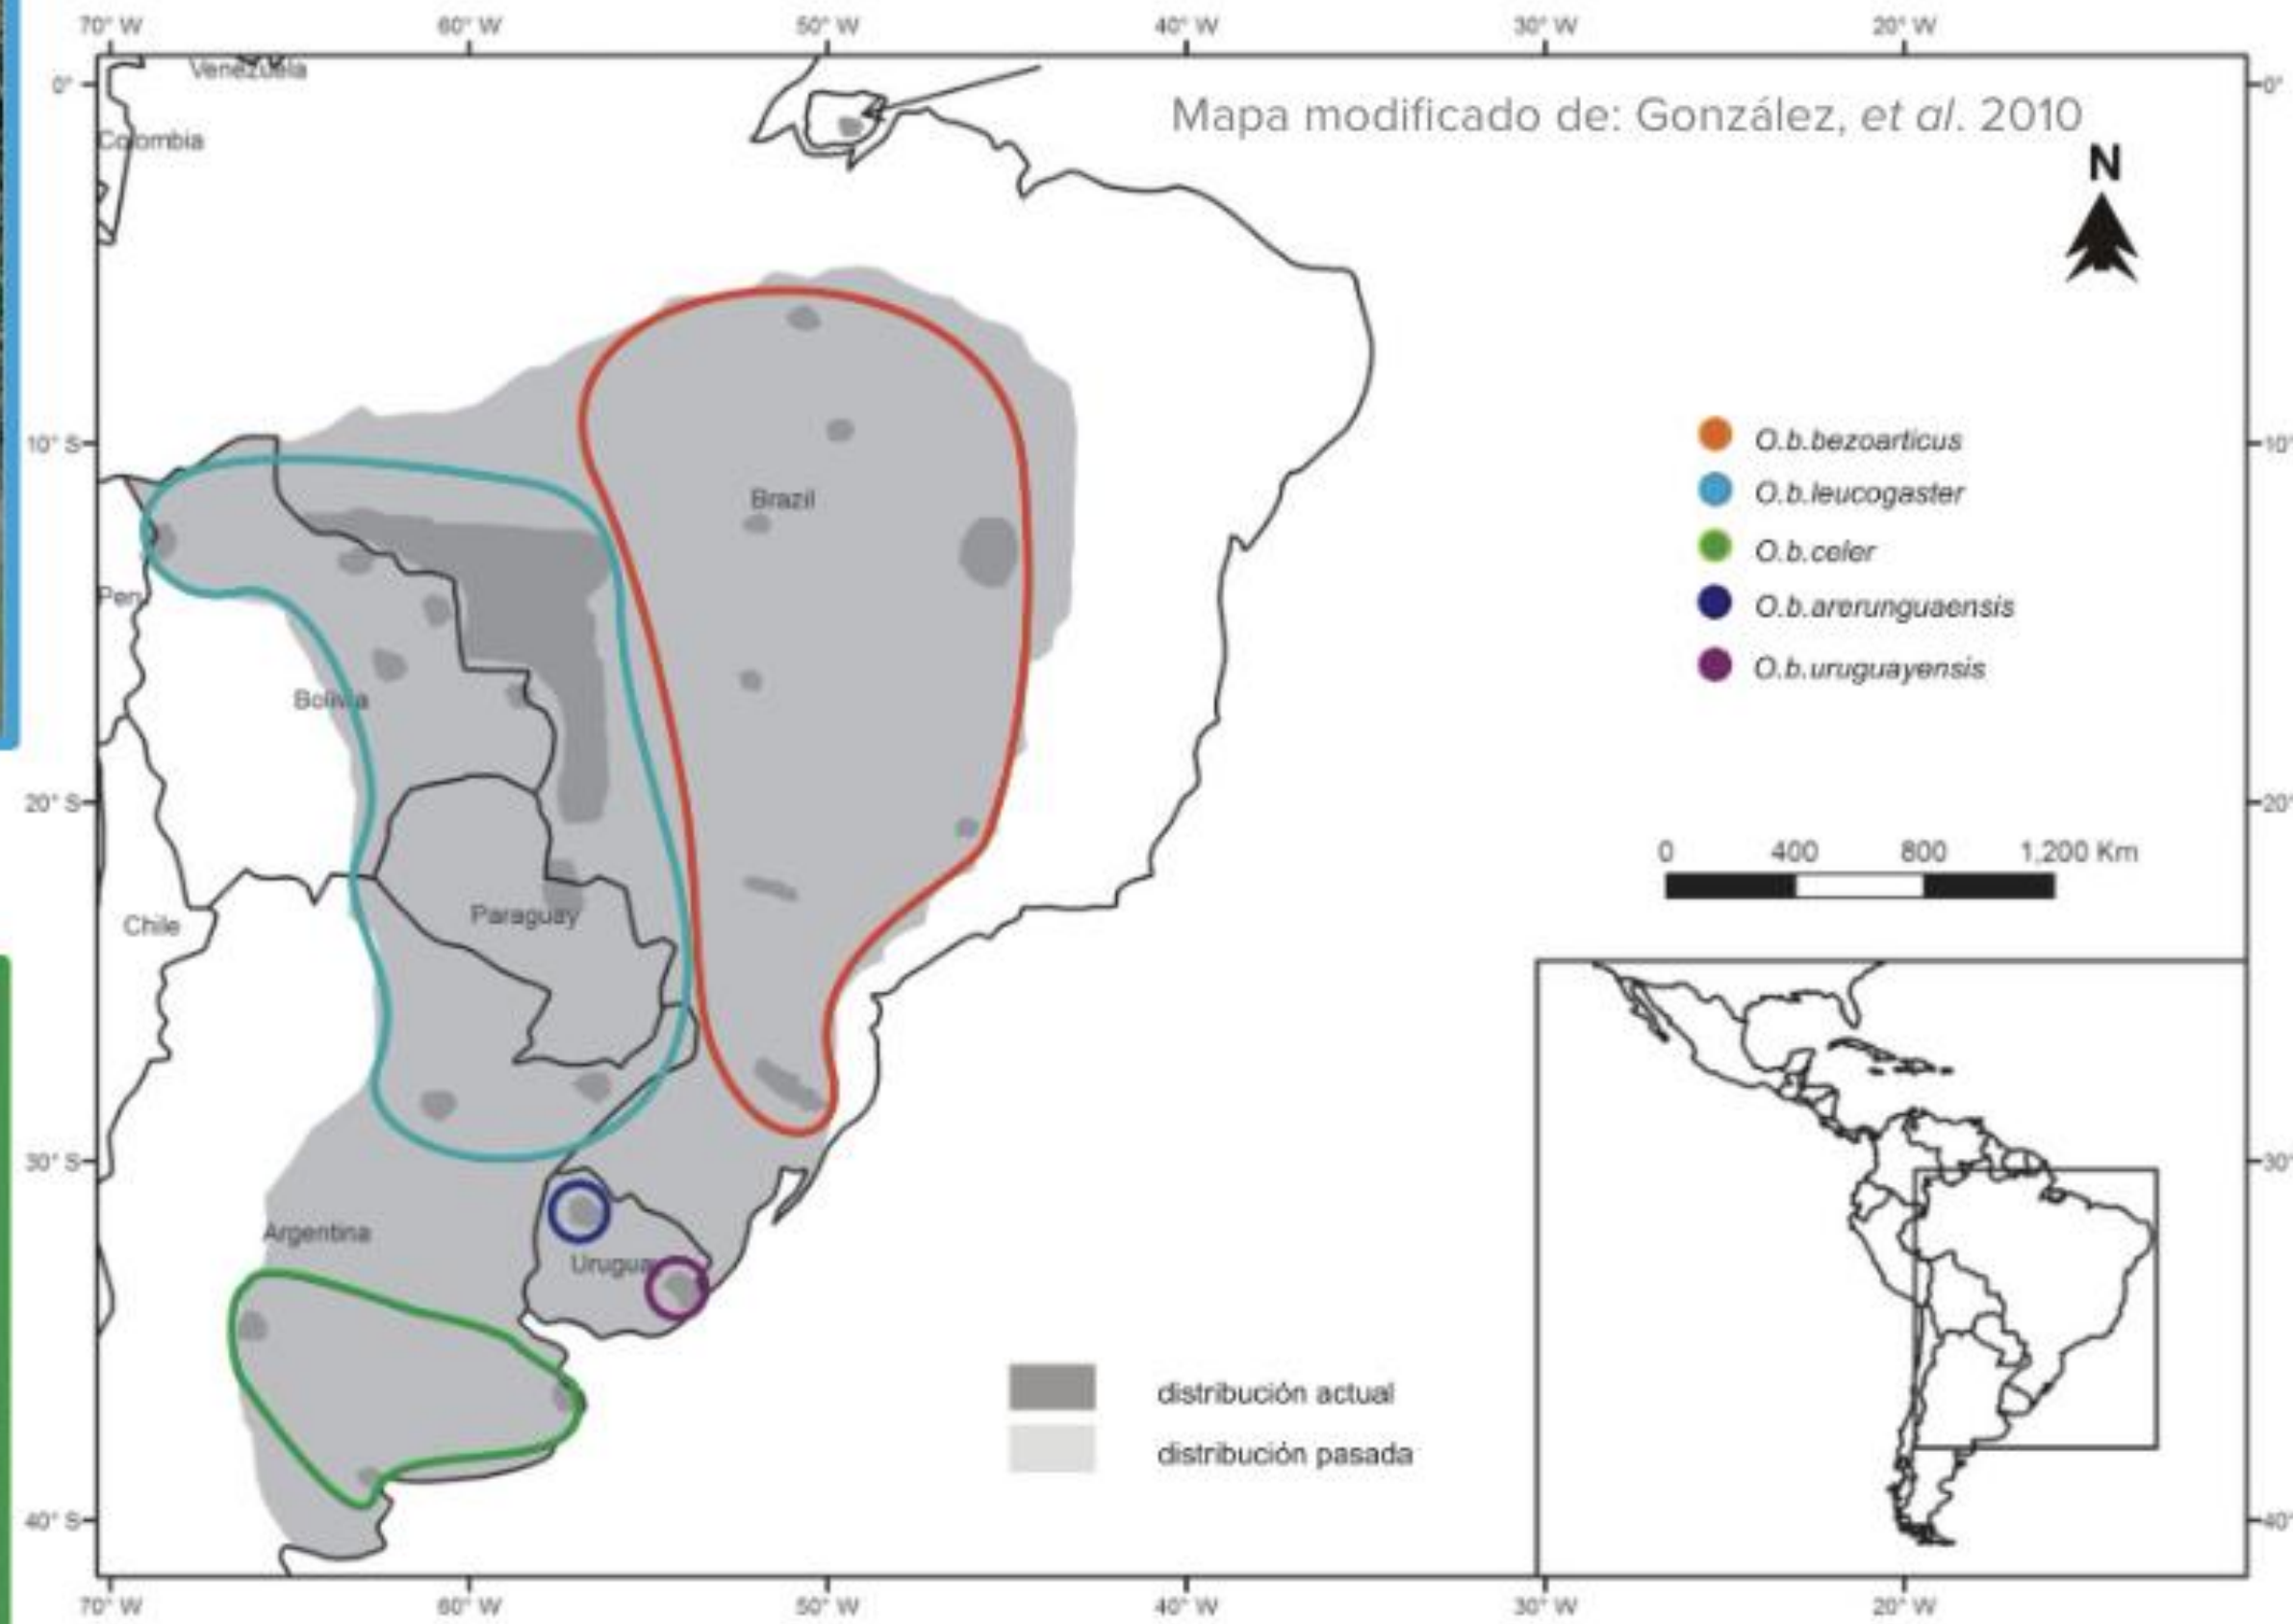 70° W 60° W 50° W 40° W 30° W 20° W
Venezuela
0° 0°
Mapa modificado de: González, et al. 2010
Colombia
N
10° S 10°
O.b.bezoarticus
Brazil
O.b.leucogaster
O.b.celer
Peru
O.b.arerunguaensis
O.b.uruguayensis
Bolivia
20° S 20°
0 400 800 1,200 Km
Paraguay
Chile
30° S 30°
Argentina
Urugua
distribución actual
distribución pasada
40° S 40°
70° W 60° W 50° W 40° W 30° W 20° W